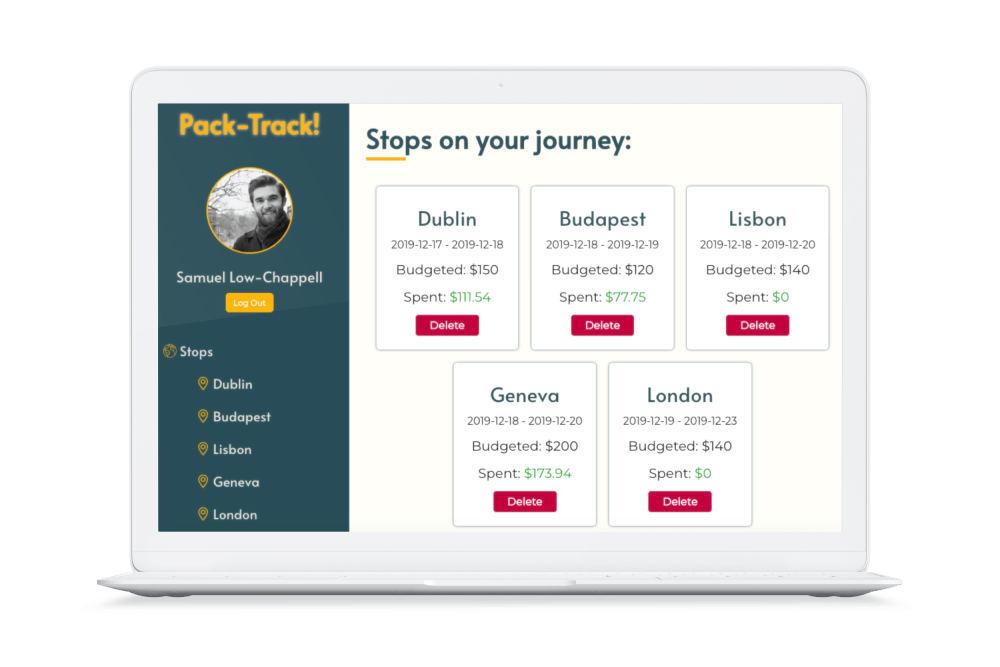 Pack-Track!
Samuel Low-Chappell
Log Out
Stops
Dublin
Budapest
Lisbon
Geneva
London
Stops on your journey:
Dublin
2019-12-17 - 2019-12-18
Budgeted: $150
Spent: $111.54
Delete
Budapest
2019-12-18 - 2019-12-19
Budgeted: $120
Spent: $77.75
Delete
Lisbon
2019-12-18 - 2019-12-20
Budgeted: $140
Spent: $0
Delete
Geneva
2019-12-18 - 2019-12-20
Budgeted: $200
Spent: $173.94
Delete
London
2019-12-19 - 2019-12-23
Budgeted: $140
Spent: $0
Delete